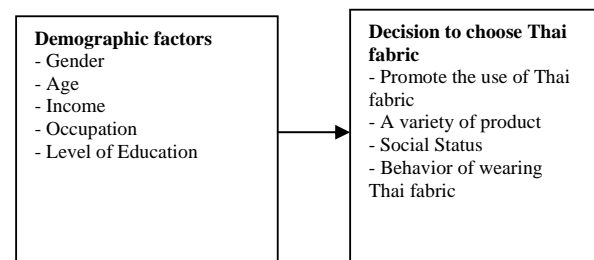 Demographic factors
- Gender
- Age
- Income
- Occupation
- Level of Education
Decision to choose Thai
fabric
- Promote the use of Thai
fabric
- A variety of product
- Social Status
- Behavior of wearing
Thai fabric